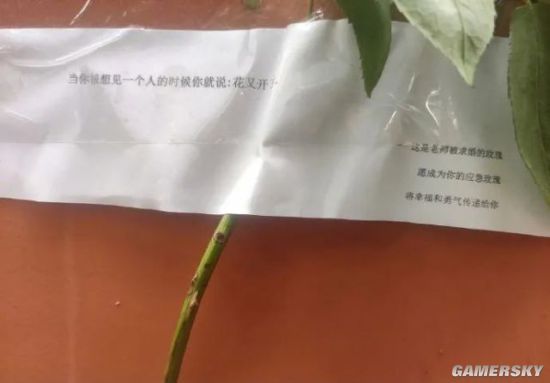 当你很想见一个人的时候你就说:花又开了
--这是老师被求婚的玫瑰
愿成为你的应急玫瑰
将幸福和勇气传递给你
GAMERSKY